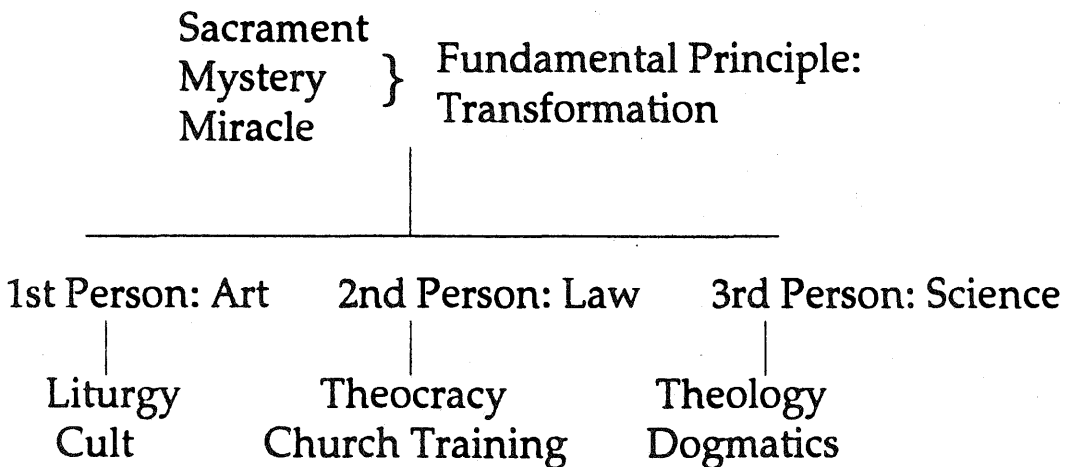 Sacrament
Mystery
Miracle
} Fundamental Principle:
Transformation
1st Person: Art 2nd Person: Law 3rd Person: Science
Liturgy Theocracy Theology
Cult Church Training Dogmatics